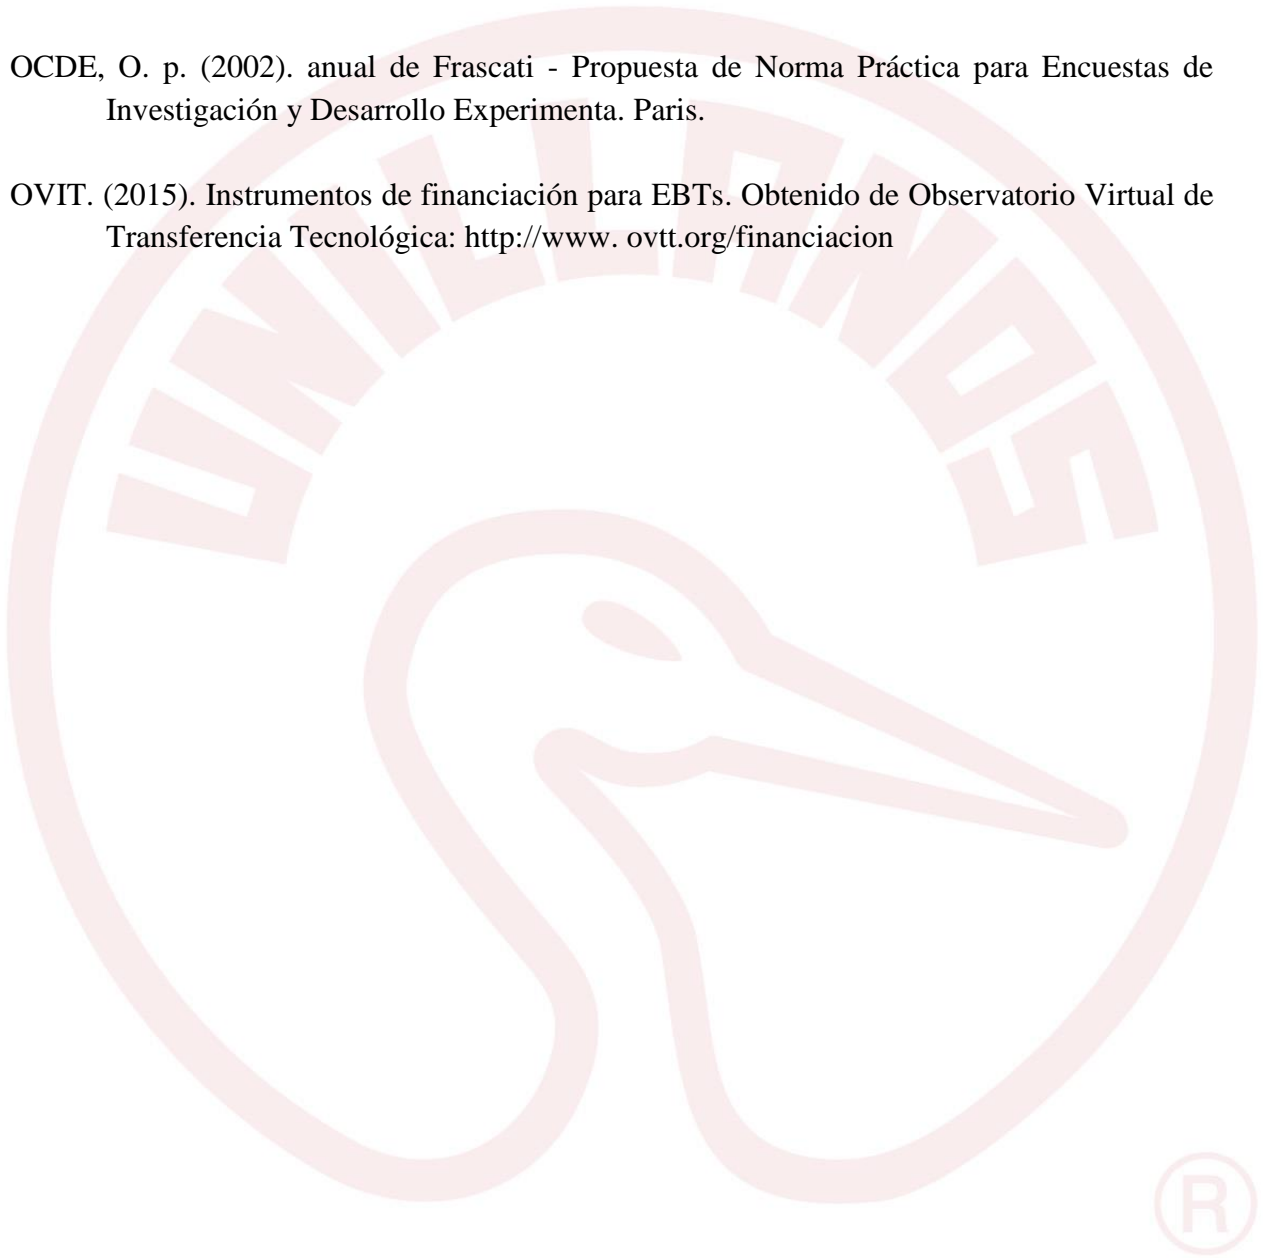 OCDE, O. p. (2002). anual de Frascati - Propuesta de Norma Práctica para Encuestas de
Investigación y Desarrollo Experimenta. Paris.
OVIT. (2015). Instrumentos de financiación para EBTs. Obtenido de Observatorio Virtual de
Transferencia Tecnológica: http://www. ovtt.org/financiacion
UNILLANOS
®